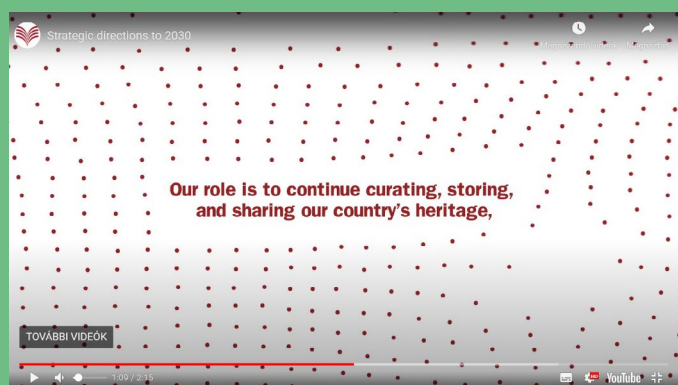 Strategic directions to 2030
Our role is to continue curating, storing,
and sharing our country's heritage,
TOVÁBBI VIDEÓK
1:09 / 2:15
HD
YouTube